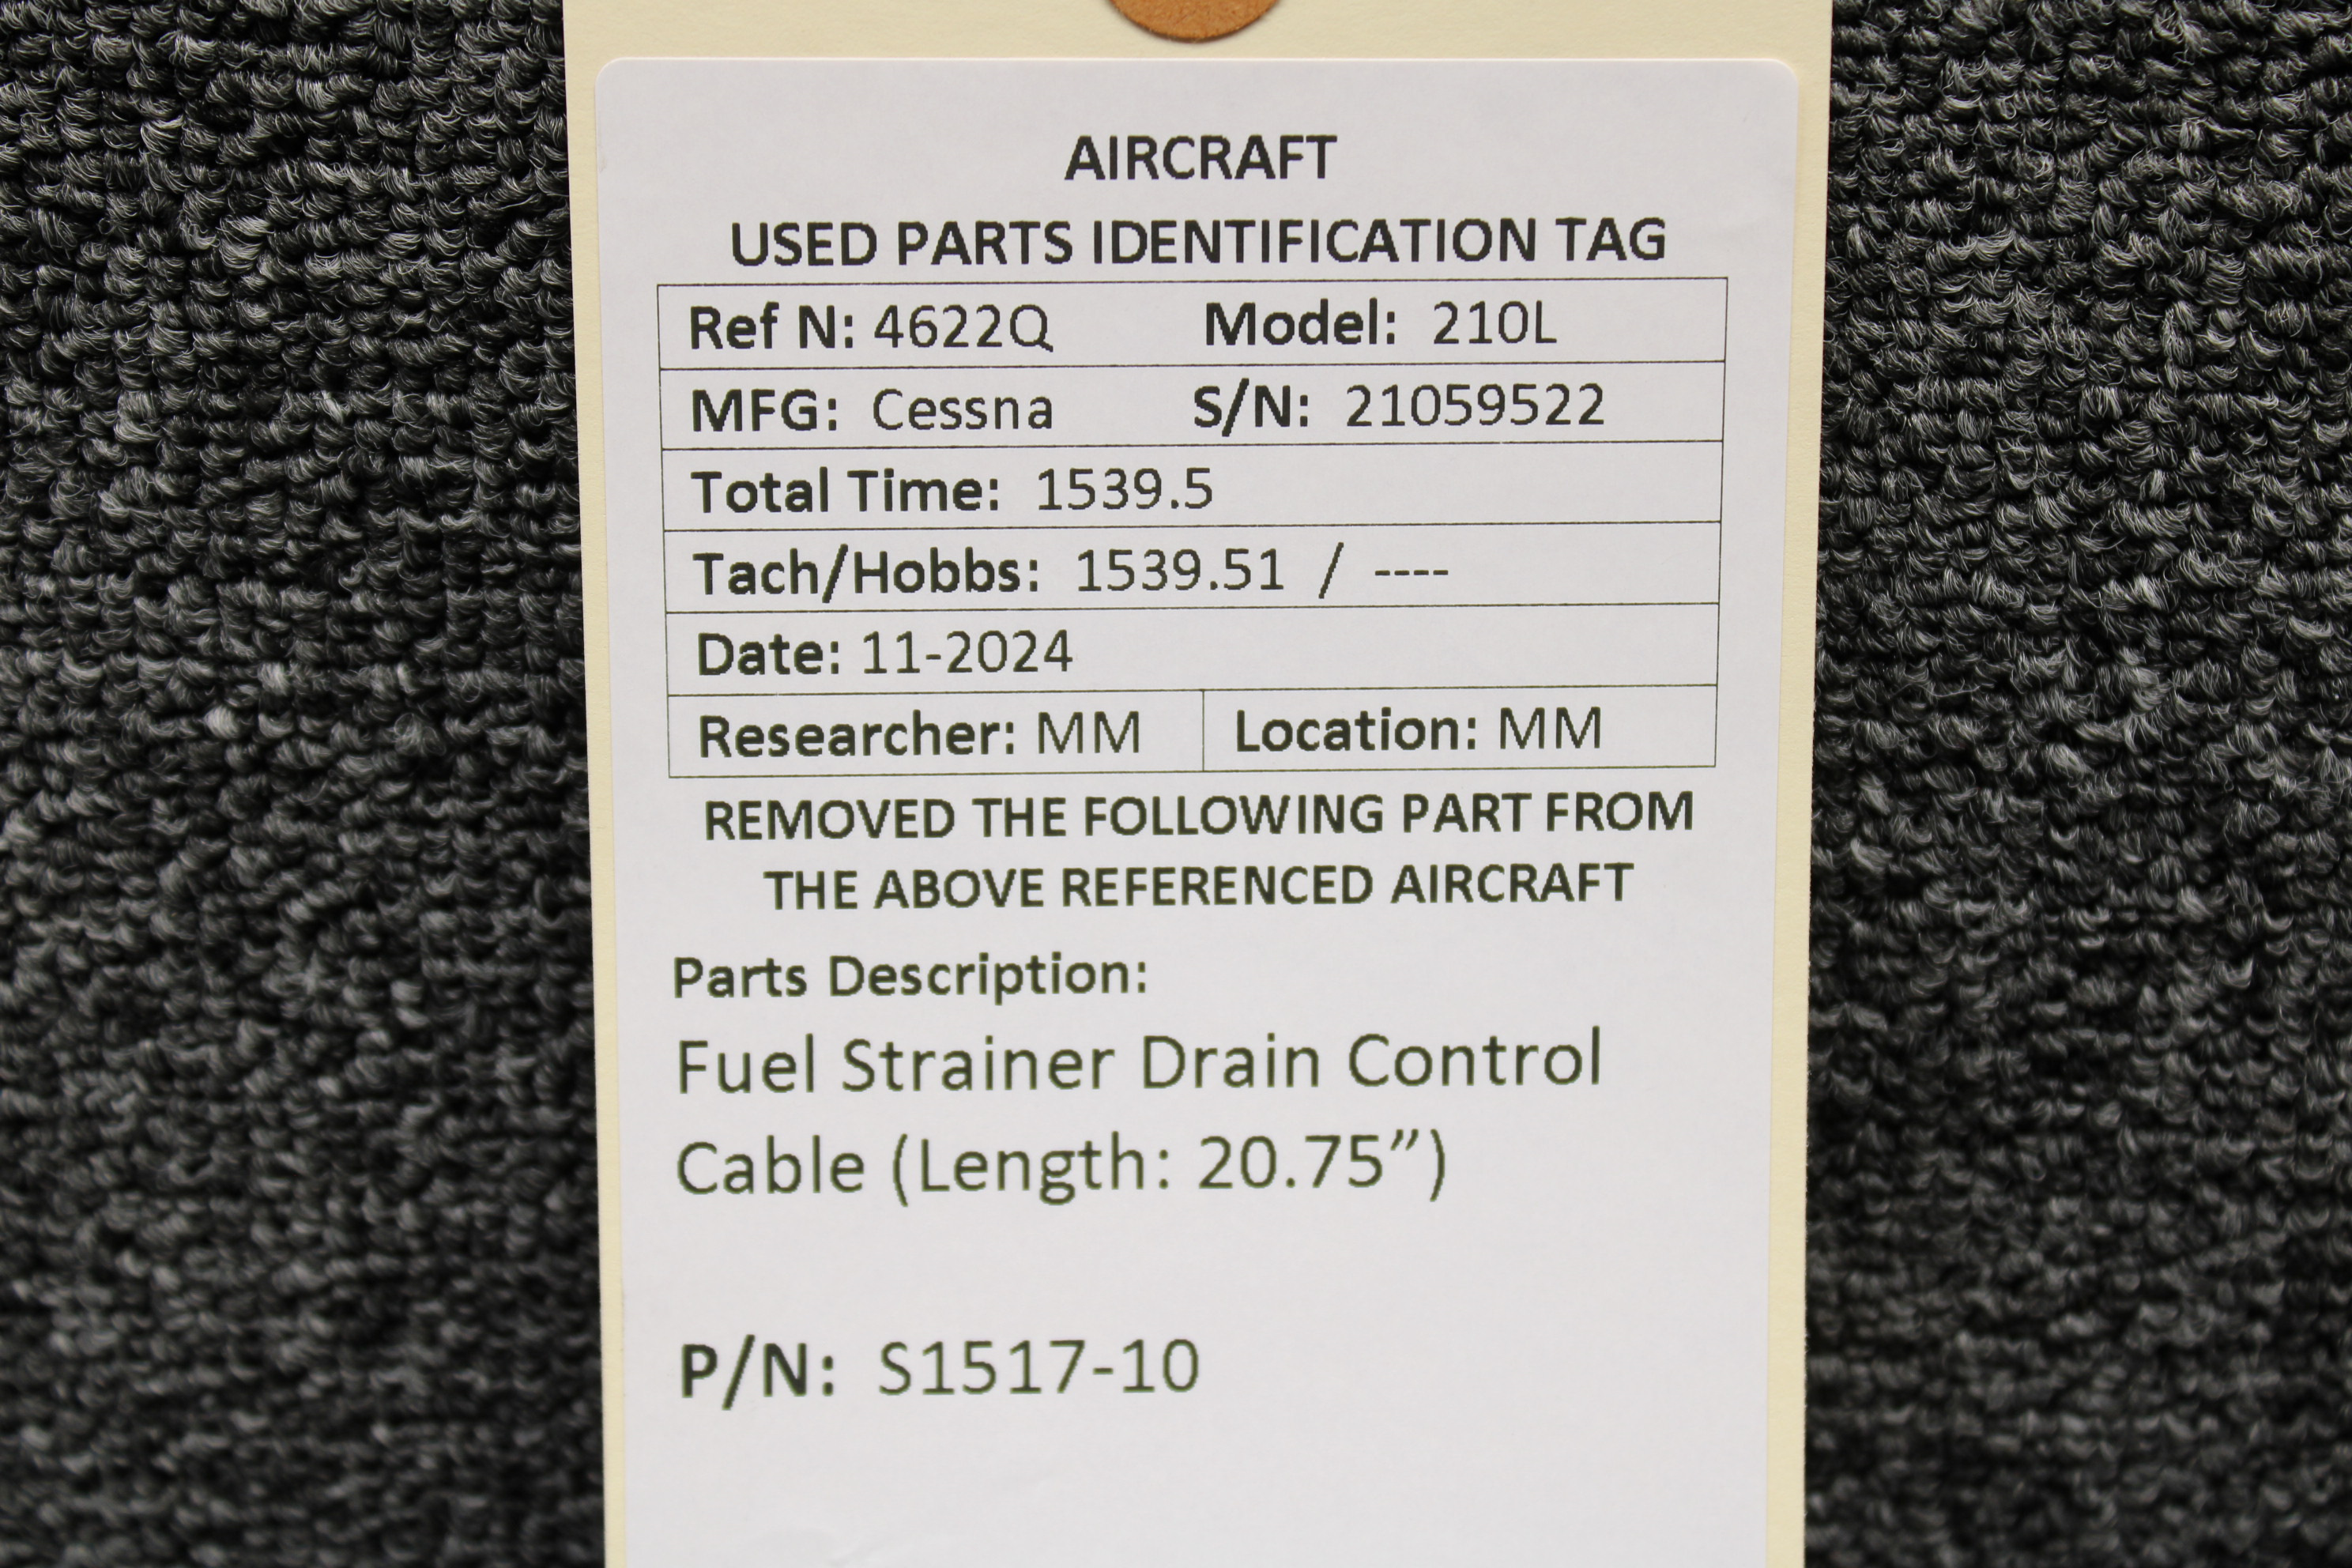 AIRCRAFT
USED PARTS IDENTIFICATION TAG
Ref N: 4622Q Model: 210L
MFG: Cessna S/N: 21059522
Total Time: 1539.5
Tach/Hobbs: 1539.51 / ----
Date: 11-2024
Researcher: MM Location: MM
REMOVED THE FOLLOWING PART FROM
THE ABOVE REFERENCED AIRCRAFT
Parts Description:
Fuel Strainer Drain Control
Cable (Length: 20.75”)
P/N: S1517-10